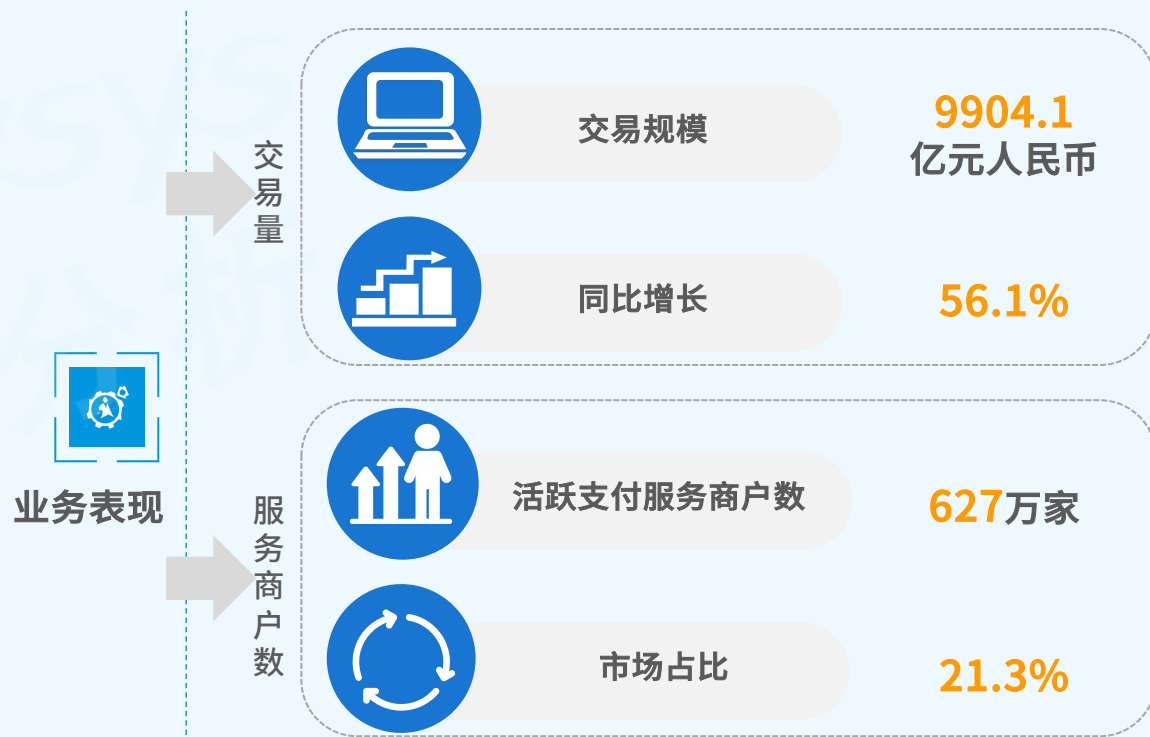 业务表现
交易量
交易规模
9904.1
亿元人民币
同比增长
56.1%
服务商户数
活跃支付服务商户数
627万家
市场占比
21.3%
分析